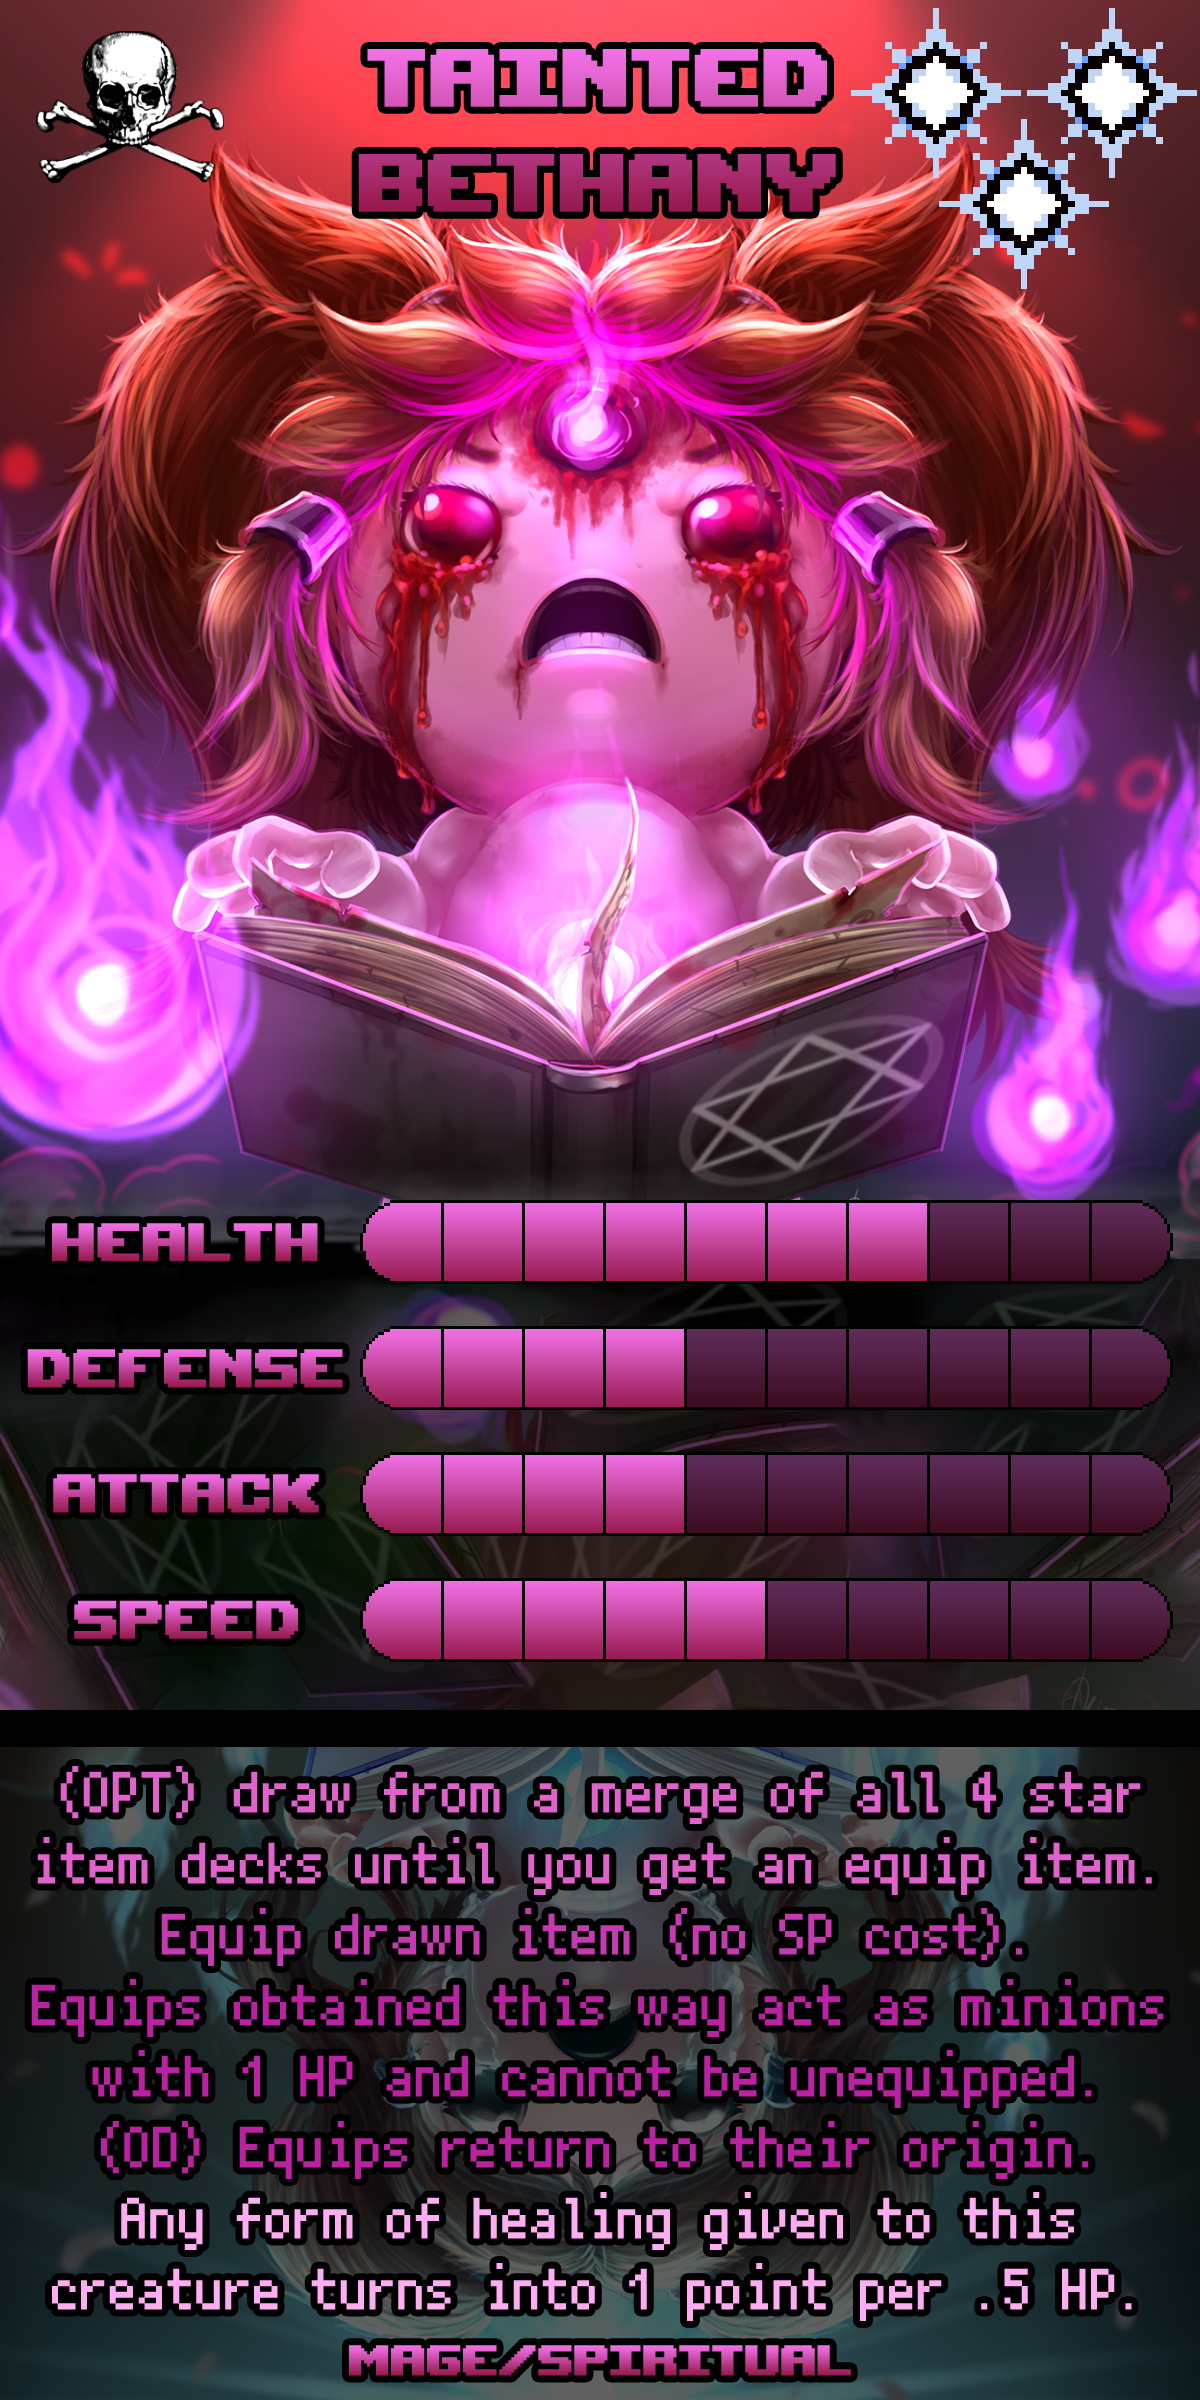 TAINTED
BETHANY
HEALTH
DEFENSE
ATTACK
SPEED
(OPT) draw from a merge of all 4 star
item decks until you get an equip item.
Equip drawn item (no SP cost).
Equips obtained this way act as minions
with 1 HP and cannot be unequipped.
(OD) Equips return to their origin.
Any form of healing given to this
creature turns into 1 point per .5 HP.
MAGE/SPIRITUAL